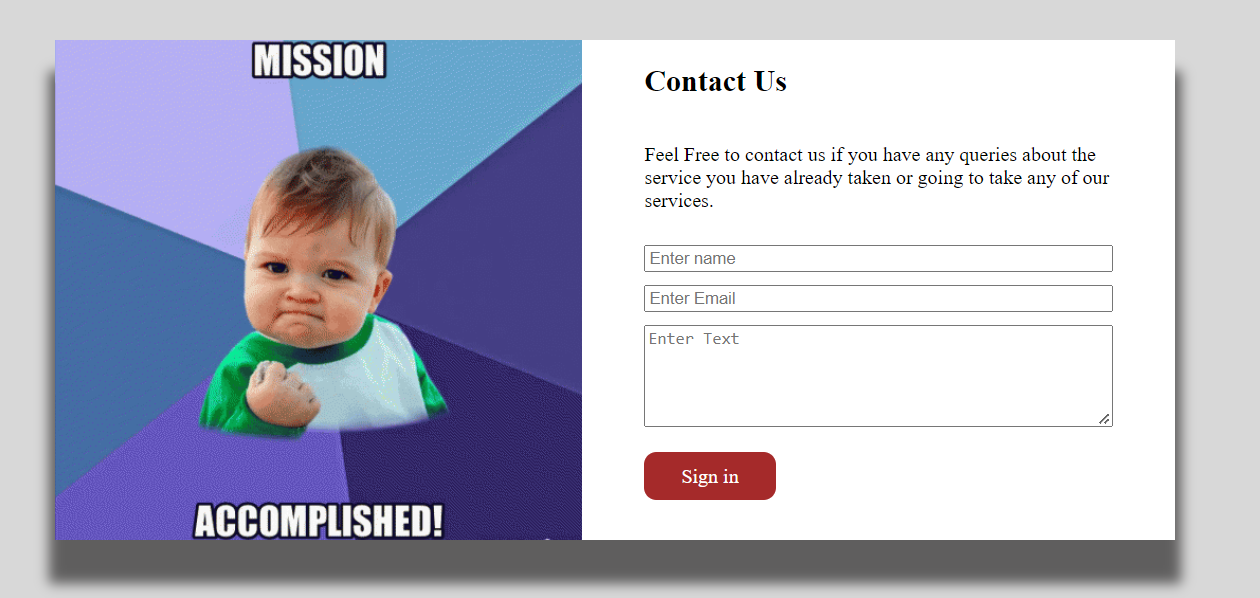 MISSION
ACCOMPLISHED!
Contact Us
Feel Free to contact us if you have any queries about the
service you have already taken or going to take any of our
services.
Enter name
Enter Email
Enter Text
Sign in